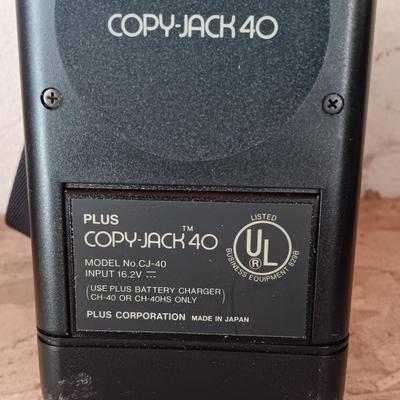 COPY-JACK 40
PLUS
COPY-JACK™ 40
MODEL No. CJ-40
INPUT 16.2V ⎓
(USE PLUS BATTERY CHARGER
CH-40 OR CH-40HS ONLY)
PLUS CORPORATION MADE IN JAPAN
LISTED
UL ®
BUSINESS EQUIPMENT 829B